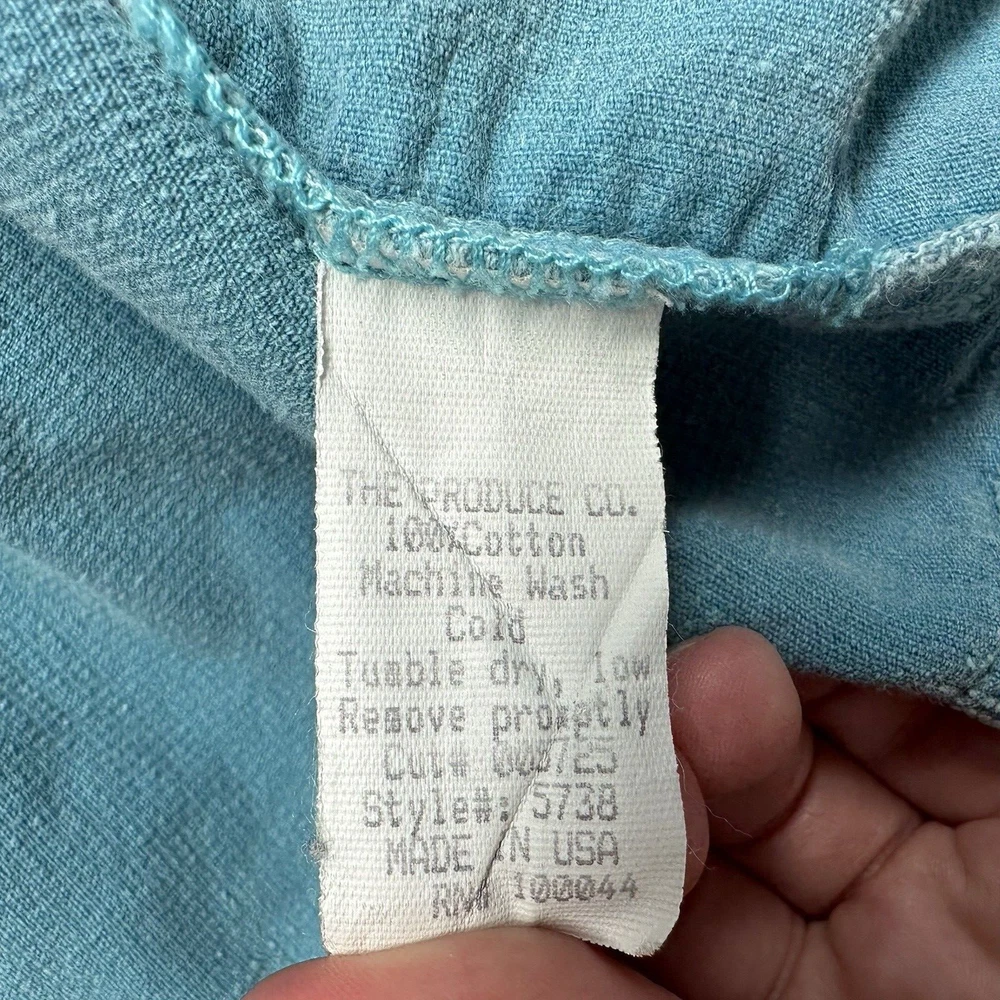 THE PRODUCE CO.
100%Cotton
Machine Wash
Cold
Tumble dry, low
Remove promptly
Cut# 005725
Style#: 5738
MADE IN USA
RN# 100044